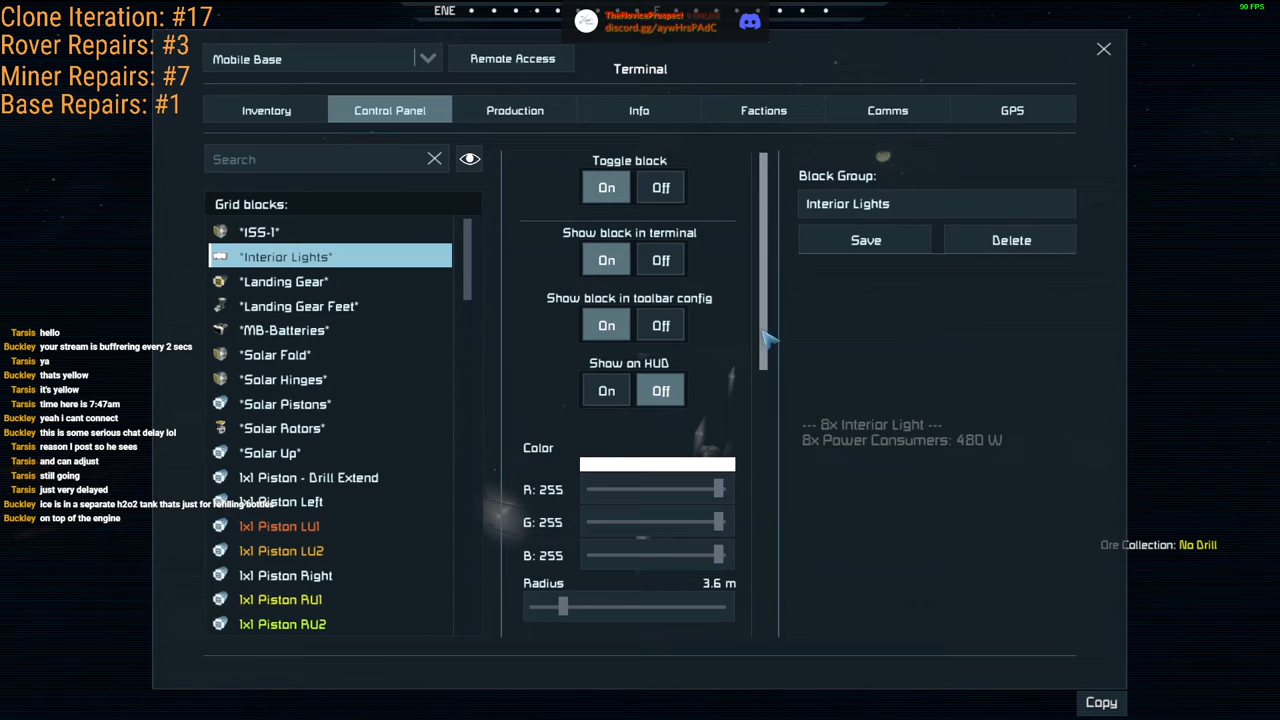 Clone Iteration: #17
Rover Repairs: #3
Miner Repairs: #7
Base Repairs: #1
ENE
TheNoviceProspect
discord.gg/aywHrsPAdC
90 FPS
Mobile Base
Remote Access
Terminal
Inventory
Control Panel
Production
Info
Factions
Comms
GPS
Search
Grid blocks:
*ISS-1*
*Interior Lights*
*Landing Gear*
*Landing Gear Feet*
*MB-Batteries*
*Solar Fold*
*Solar Hinges*
*Solar Pistons*
*Solar Rotors*
*Solar Up*
1x1 Piston - Drill Extend
1x1 Piston Left
1x1 Piston LU1
1x1 Piston LU2
1x1 Piston Right
1x1 Piston RU1
1x1 Piston RU2
Toggle block
On Off
Show block in terminal
On Off
Show block in toolbar config
On Off
Show on HUD
On Off
Color
R: 255
G: 255
B: 255
Radius 3.6 m
Block Group:
Interior Lights
Save Delete
--- 8x Interior Light ---
8x Power Consumers: 480 W
Ore Collection: No Drill
Copy
Tarsis hello
Buckley your stream is buffrering every 2 secs
Tarsis ya
Buckley thats yellow
Tarsis it's yellow
Tarsis time here is 7:47am
Buckley yeah i cant connect
Buckley this is some serious chat delay lol
Tarsis reason I post so he sees
Tarsis and can adjust
Tarsis still going
Tarsis just very delayed
Buckley ice is in a separate h2o2 tank thats just for refilling bottles
Buckley on top of the engine